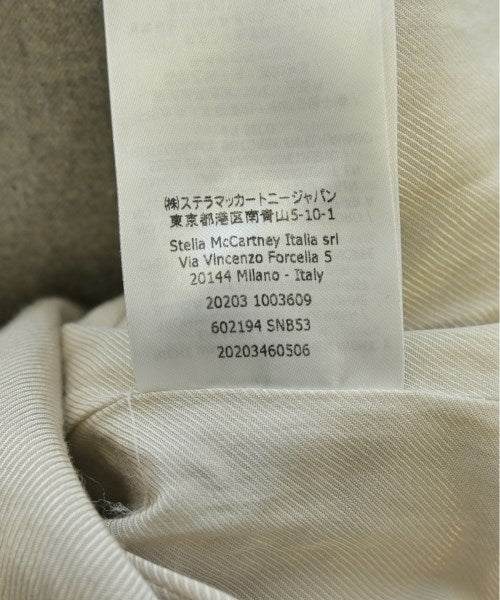 ㈱ステラマッカートニージャパン
東京都港区南青山5-10-1
Stella McCartney Italia srl
Via Vincenzo Forcella 5
20144 Milano - Italy
20203 1003609
602194 SNB53
20203460506